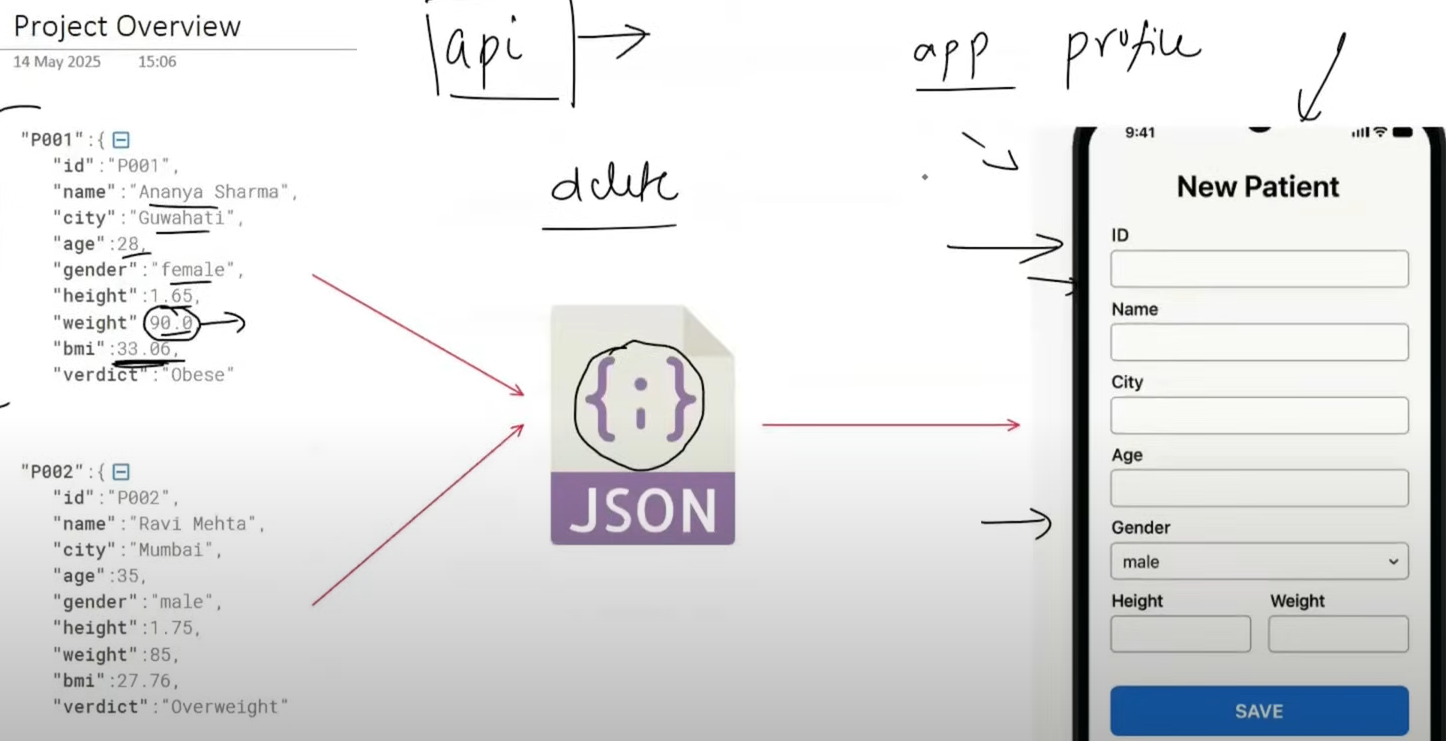 Project Overview
14 May 2025 15:06
api
app profile
delete
"P001":{
"id":"P001",
"name":"Ananya Sharma",
"city":"Guwahati",
"age":28,
"gender":"female",
"height":1.65,
"weight" 90.0
"bmi":33.06,
"verdict":"Obese"
"P002":{
"id":"P002",
"name":"Ravi Mehta",
"city":"Mumbai",
"age":35,
"gender":"male",
"height":1.75,
"weight":85,
"bmi":27.76,
"verdict":"Overweight"
{;}
JSON
9:41
New Patient
ID
Name
City
Age
Gender
male
Height Weight
SAVE